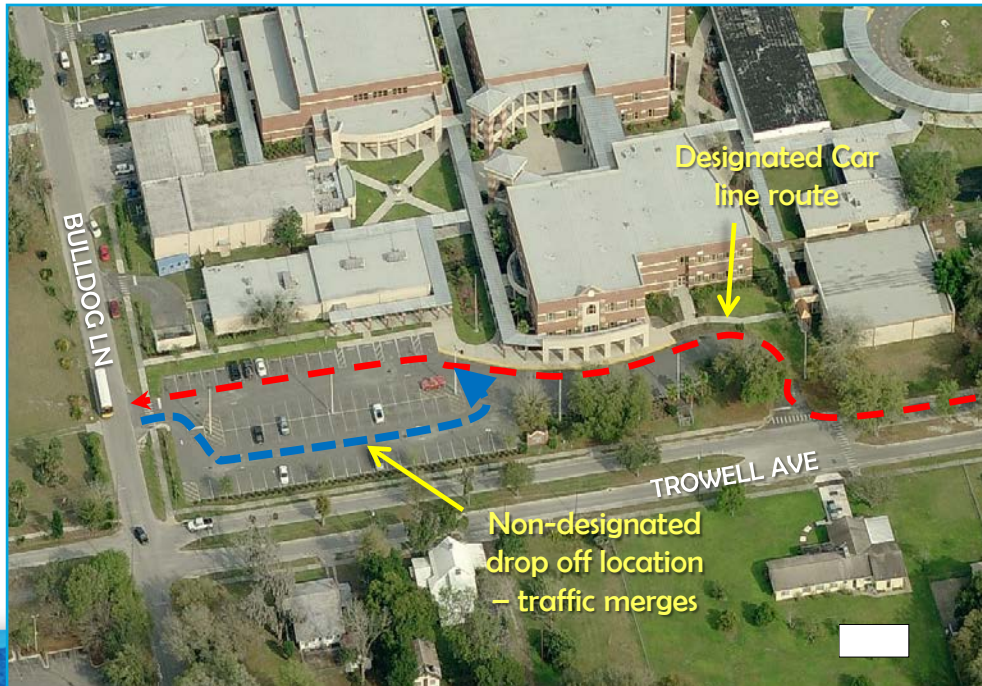 Designated Car
line route
BULLDOG LN
TROWELL AVE
Non-designated
drop off location
– traffic merges